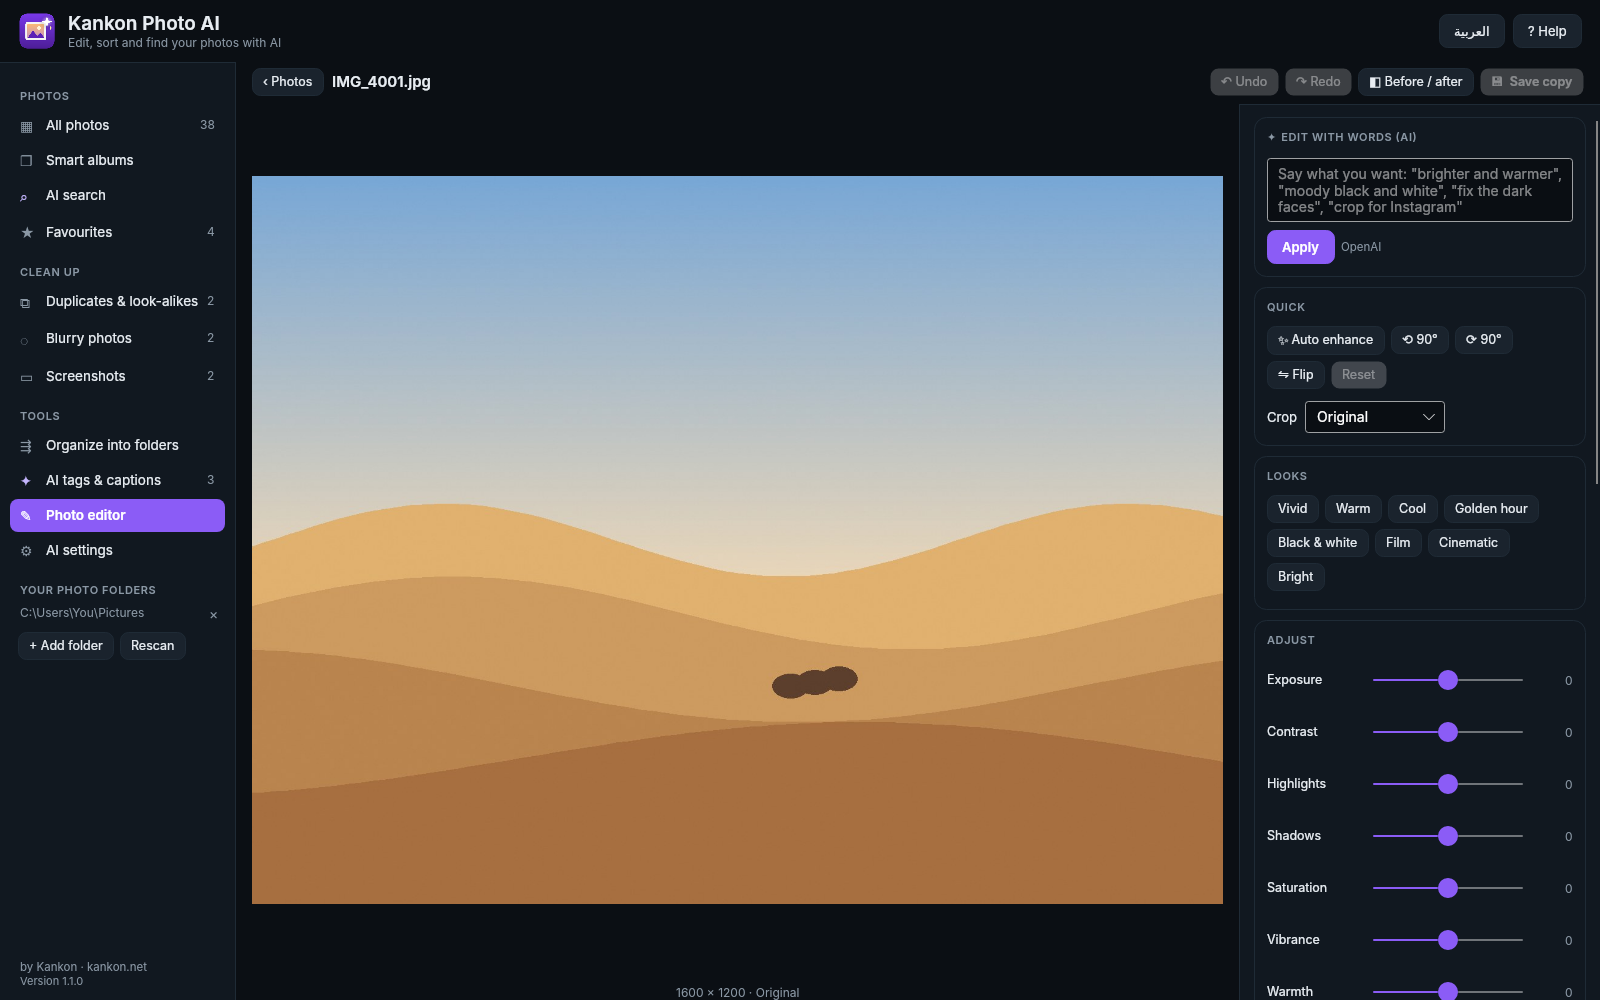 Kankon Photo AI
Edit, sort and find your photos with AI
العربية
? Help
PHOTOS
All photos 38
Smart albums
AI search
Favourites 4
CLEAN UP
Duplicates & look-alikes 2
Blurry photos 2
Screenshots 2
TOOLS
Organize into folders
AI tags & captions 3
Photo editor
AI settings
YOUR PHOTO FOLDERS
C:\Users\You\Pictures ×
+ Add folder Rescan
by Kankon · kankon.net
Version 1.1.0
‹ Photos IMG_4001.jpg
↶ Undo ↷ Redo Before / after Save copy
1600 × 1200 · Original
EDIT WITH WORDS (AI)
Say what you want: "brighter and warmer",
"moody black and white", "fix the dark
faces", "crop for Instagram"
Apply OpenAI
QUICK
Auto enhance ⟲ 90° ⟳ 90°
⇋ Flip Reset
Crop Original
LOOKS
Vivid Warm Cool Golden hour
Black & white Film Cinematic
Bright
ADJUST
Exposure 0
Contrast 0
Highlights 0
Shadows 0
Saturation 0
Vibrance 0
Warmth 0